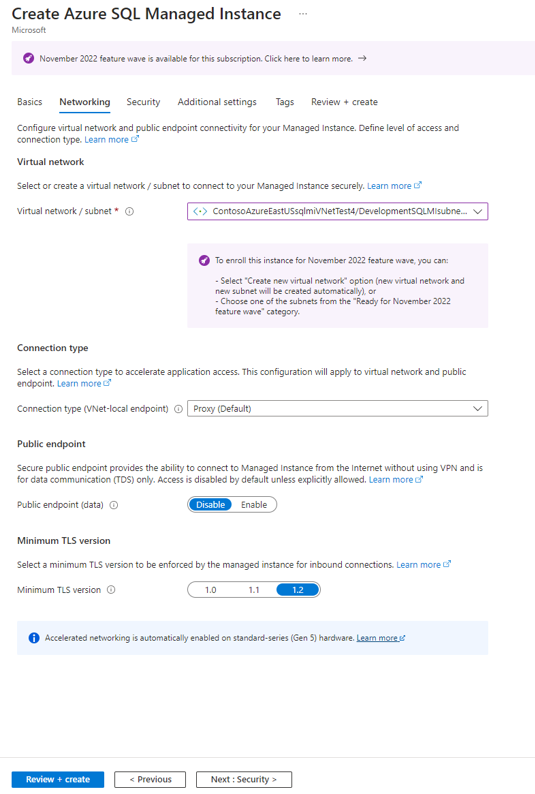 Create Azure SQL Managed Instance ...
Microsoft
November 2022 feature wave is available for this subscription. Click here to learn more. →
Basics Networking Security Additional settings Tags Review + create
Configure virtual network and public endpoint connectivity for your Managed Instance. Define level of access and
connection type. Learn more
Virtual network
Select or create a virtual network / subnet to connect to your Managed Instance securely. Learn more
Virtual network / subnet * ContosoAzureEastUSsqlmiVNetTest4/DevelopmentSQLMIsubne...
To enroll this instance for November 2022 feature wave, you can:
- Select "Create new virtual network" option (new virtual network and
new subnet will be created automatically), or
- Choose one of the subnets from the "Ready for November 2022
feature wave" category.
Connection type
Select a connection type to accelerate application access. This configuration will apply to virtual network and public
endpoint. Learn more
Connection type (VNet-local endpoint) Proxy (Default)
Public endpoint
Secure public endpoint provides the ability to connect to Managed Instance from the Internet without using VPN and is
for data communication (TDS) only. Access is disabled by default unless explicitly allowed. Learn more
Public endpoint (data) Disable Enable
Minimum TLS version
Select a minimum TLS version to be enforced by the managed instance for inbound connections. Learn more
Minimum TLS version 1.0 1.1 1.2
Accelerated networking is automatically enabled on standard-series (Gen 5) hardware. Learn more
Review + create < Previous Next : Security >